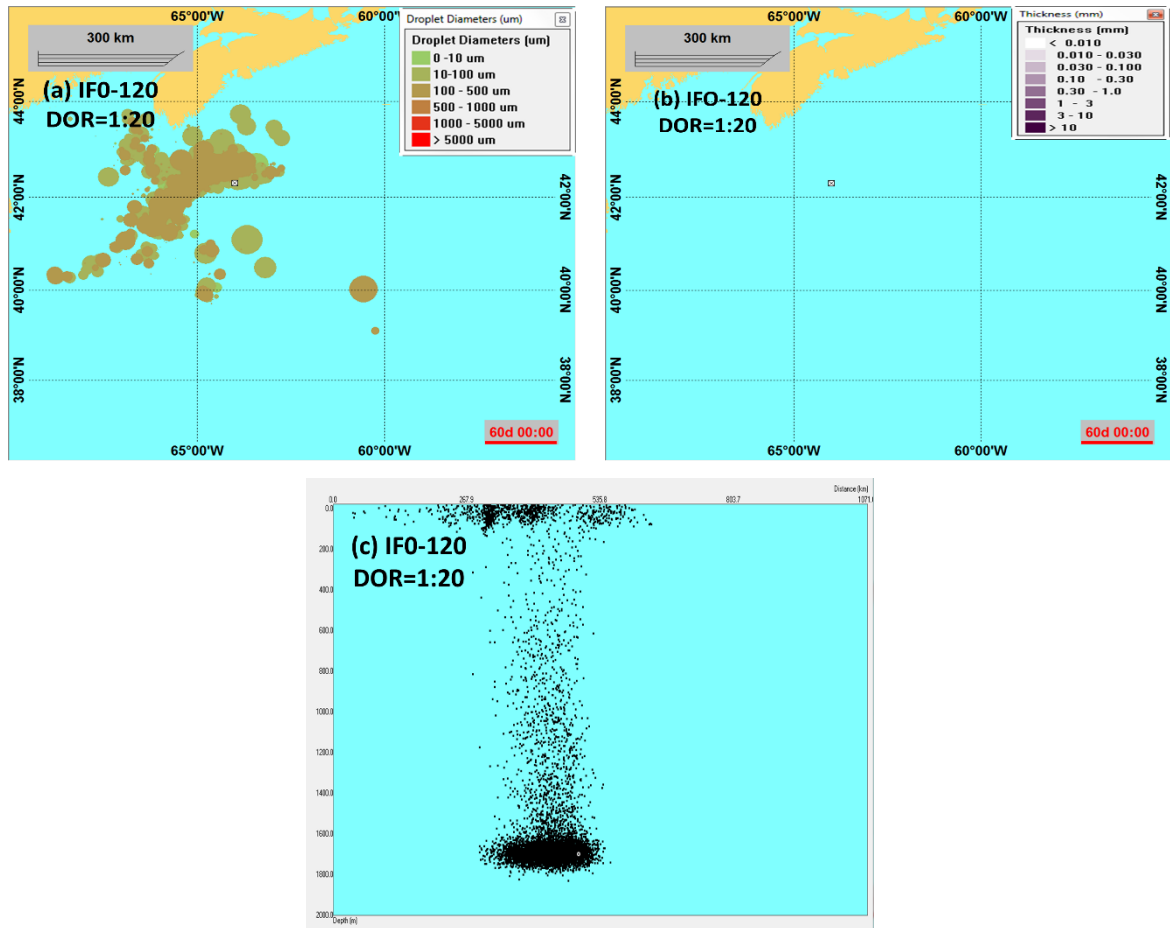 65°00'W 60°00'W
300 km
Droplet Diameters (um)
Droplet Diameters (um)
0 -10 um
10-100 um
100 - 500 um
500 - 1000 um
1000 - 5000 um
> 5000 um
(a) IF0-120
DOR=1:20
44°00'N
42°00'N 42°00'N
40°00'N 40°00'N
38°00'N 38°00'N
60d 00:00
65°00'W 60°00'W
65°00'W 60°00'W
300 km
Thickness (mm)
Thickness (mm)
< 0.010
0.010 - 0.030
0.030 - 0.100
0.10 - 0.30
0.30 - 1.0
1 - 3
3 - 10
> 10
(b) IFO-120
DOR=1:20
44°00'N
42°00'N 42°00'N
40°00'N 40°00'N
38°00'N 38°00'N
60d 00:00
65°00'W 60°00'W
Distance (km)
0.0 267.9 535.8 803.7 1071.
0.0
200.0
400.0
600.0
800.0
1000.0
1200.0
1400.0
1600.0
1800.0
2000.0
Depth (m)
(c) IF0-120
DOR=1:20